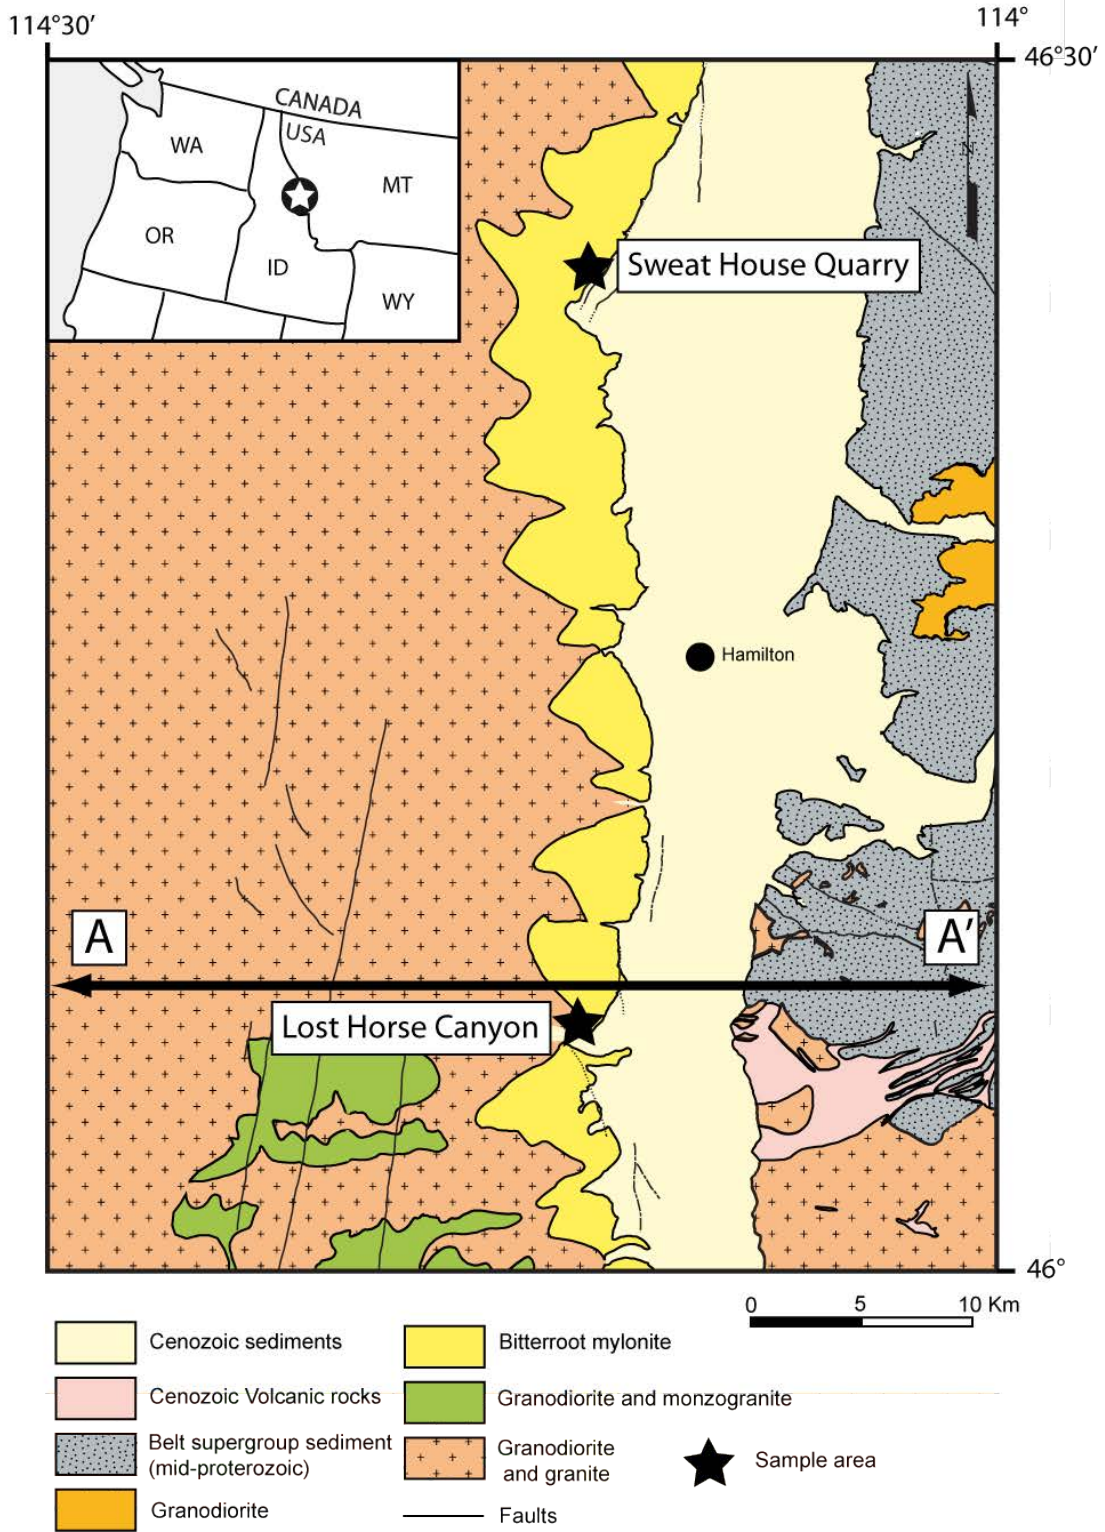 114°30′
114°
46°30′
CANADA
USA
WA
MT
OR
ID
WY
N
Sweat House Quarry
Hamilton
A
A′
Lost Horse Canyon
46°
0
5
10 Km
Cenozoic sediments
Bitterroot mylonite
Cenozoic Volcanic rocks
Granodiorite and monzogranite
Belt supergroup sediment
(mid-proterozoic)
Granodiorite
and granite
Sample area
Granodiorite
Faults